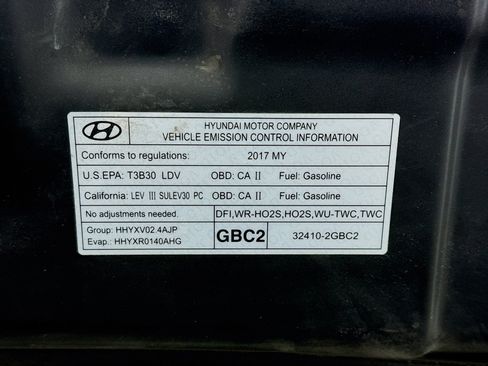 HYUNDAI MOTOR COMPANY
VEHICLE EMISSION CONTROL INFORMATION
Conforms to regulations: 2017 MY
U.S.EPA: T3B30 LDV OBD: CA II Fuel: Gasoline
California: LEV III SULEV30 PC OBD: CA II Fuel: Gasoline
No adjustments needed. DFI,WR-HO2S,HO2S,WU-TWC,TWC
Group: HHYXV02.4AJP
Evap.: HHYXR0140AHG
GBC2 32410-2GBC2